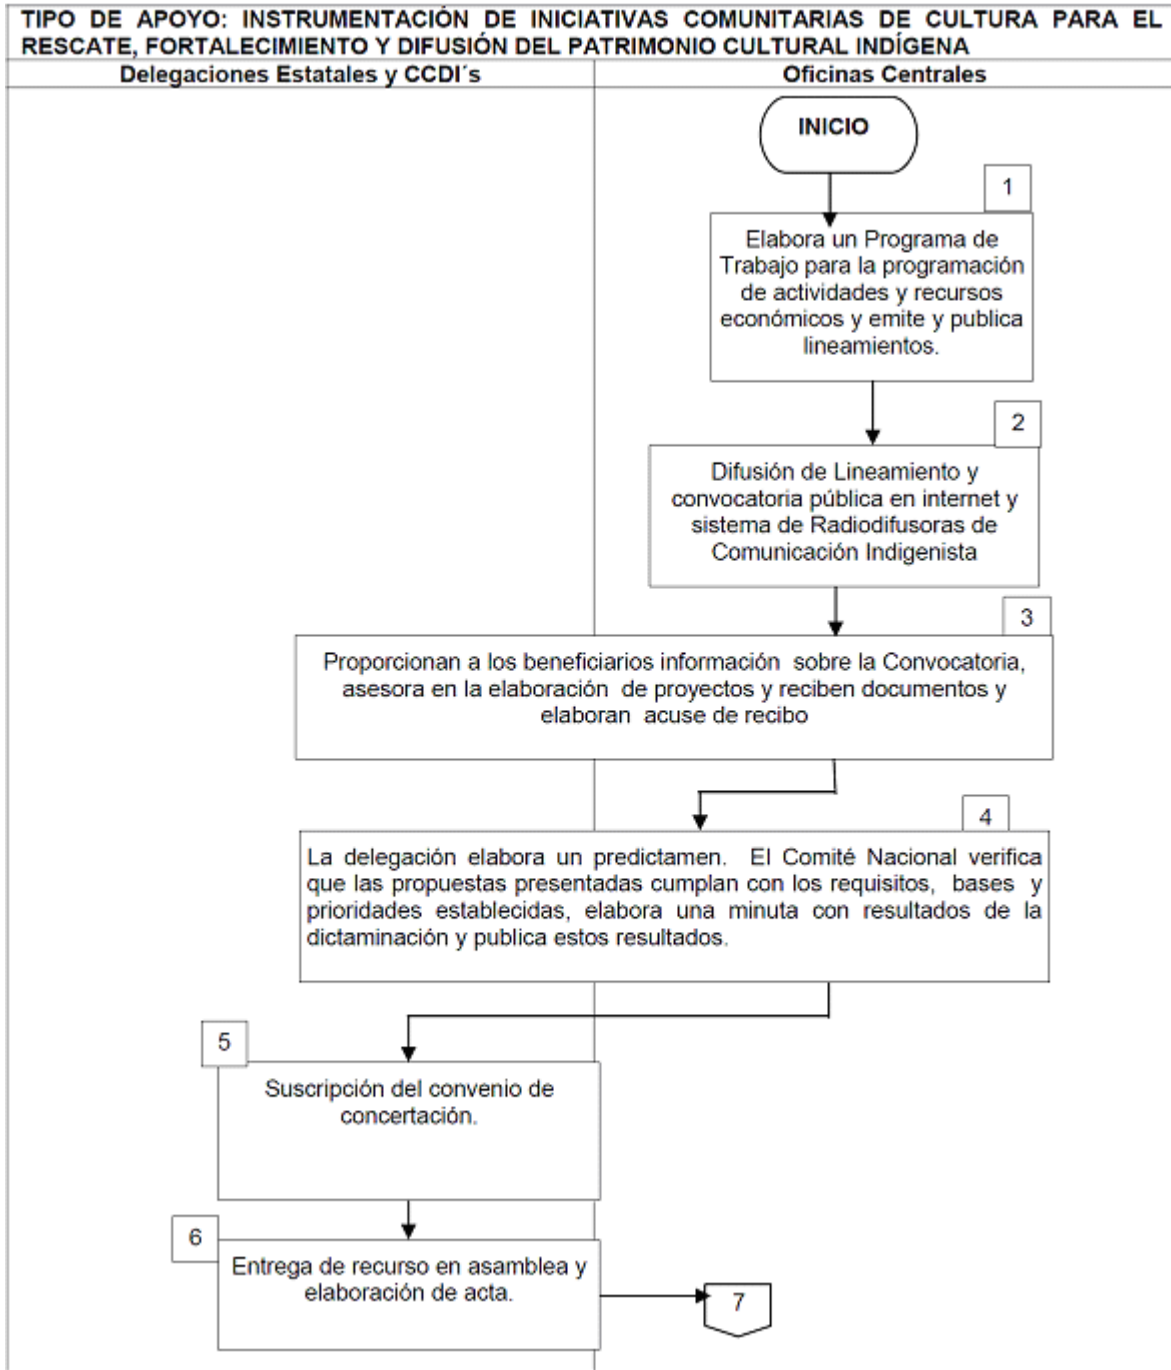 TIPO DE APOYO: INSTRUMENTACIÓN DE INICIATIVAS COMUNITARIAS DE CULTURA PARA EL
RESCATE, FORTALECIMIENTO Y DIFUSIÓN DEL PATRIMONIO CULTURAL INDÍGENA
Delegaciones Estatales y CCDI´s
Oficinas Centrales
INICIO
1
Elabora un Programa de
Trabajo para la programación
de actividades y recursos
económicos y emite y publica
lineamientos.
2
Difusión de Lineamiento y
convocatoria pública en internet y
sistema de Radiodifusoras de
Comunicación Indigenista
3
Proporcionan a los beneficiarios información sobre la Convocatoria,
asesora en la elaboración de proyectos y reciben documentos y
elaboran acuse de recibo
4
La delegación elabora un predictamen. El Comité Nacional verifica
que las propuestas presentadas cumplan con los requisitos, bases y
prioridades establecidas, elabora una minuta con resultados de la
dictaminación y publica estos resultados.
5
Suscripción del convenio de
concertación.
6
Entrega de recurso en asamblea y
elaboración de acta.
7